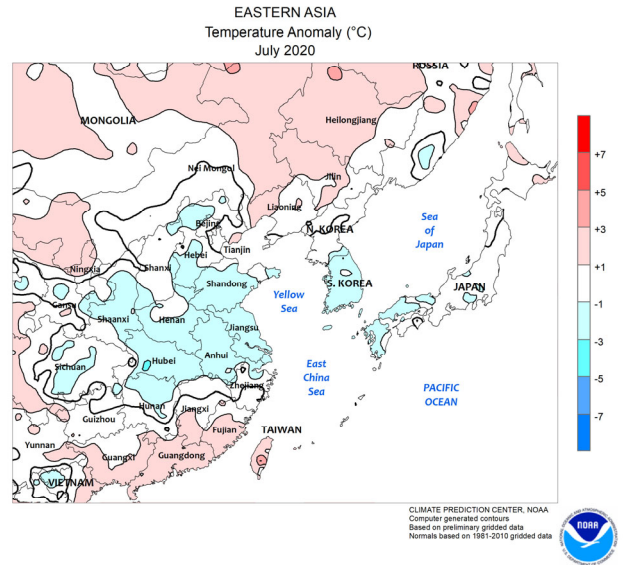 EASTERN ASIA
Temperature Anomaly (°C)
July 2020
RUSSIA
MONGOLIA
Heilongjiang
Nei Mongol
Jilin
Liaoning
Beijing
N. KOREA
Sea
of
Japan
Tianjin
Hebei
Ningxia
Shanxi
Shandong
S. KOREA
JAPAN
Yellow
Sea
Gansu
Shaanxi
Henan
Jiangsu
Sichuan
Hubei
Anhui
East
China
Sea
Zhejiang
PACIFIC
OCEAN
Hunan
Jiangxi
Guizhou
Fujian
TAIWAN
Yunnan
Guangxi
Guangdong
VIETNAM
+7
+5
+3
+1
-1
-3
-5
-7
CLIMATE PREDICTION CENTER, NOAA
Computer generated contours
Based on preliminary gridded data
Normals based on 1981-2010 gridded data
NOAA